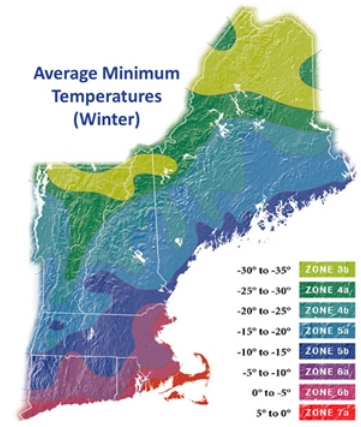 Average Minimum
Temperatures
(Winter)
-30° to -35° ZONE 3b
-25° to -30° ZONE 4a
-20° to -25° ZONE 4b
-15° to -20° ZONE 5a
-10° to -15° ZONE 5b
-5° to -10° ZONE 6a
0° to -5° ZONE 6b
5° to 0° ZONE 7a